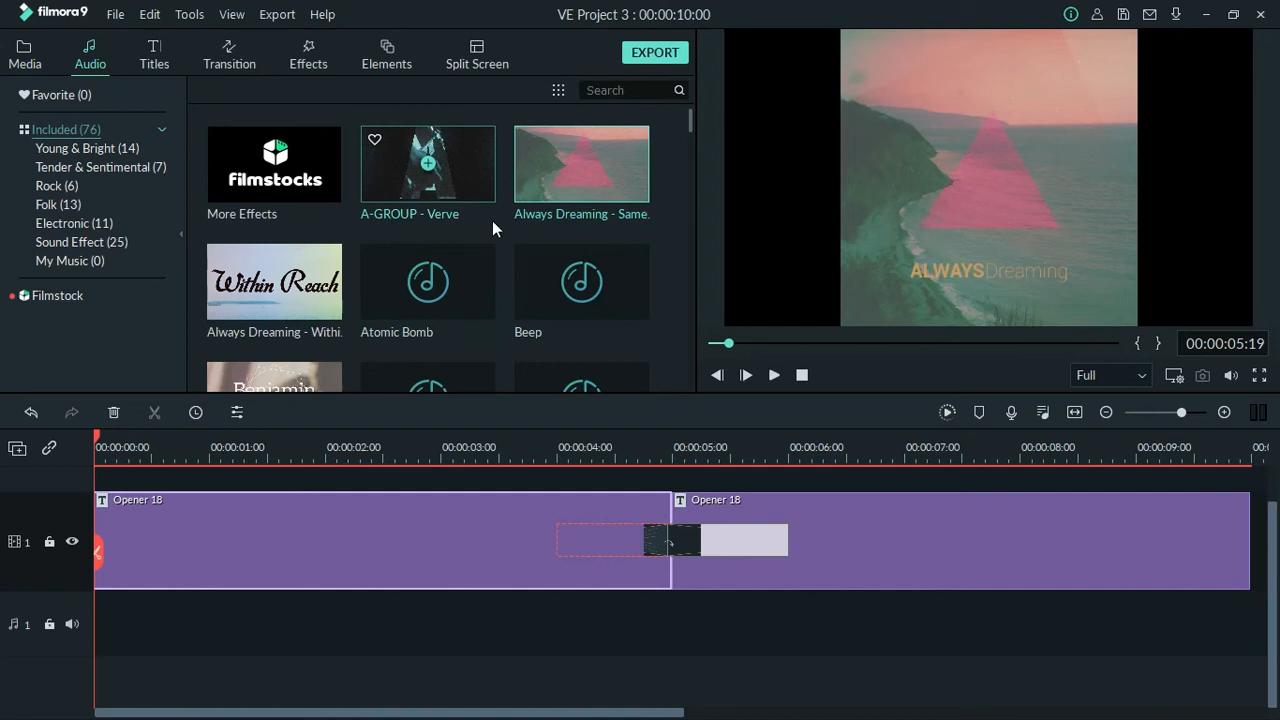 filmora9 File Edit Tools View Export Help VE Project 3 : 00:00:10:00
Media Audio Titles Transition Effects Elements Split Screen EXPORT
Favorite (0)
Search
Included (76)
Young & Bright (14)
Tender & Sentimental (7)
Rock (6)
Folk (13)
Electronic (11)
Sound Effect (25)
My Music (0)
Filmstock
filmstocks
More Effects A-GROUP - Verve Always Dreaming - Same.
Within Reach
Always Dreaming - Withi. Atomic Bomb Beep
Benjamin
ALWAYSDreaming
{ } 00:00:05:19
Full
00:00:00:00 00:00:01:00 00:00:02:00 00:00:03:00 00:00:04:00 00:00:05:00 00:00:06:00 00:00:07:00 00:00:08:00 00:00:09:00 00:0
T Opener 18 T Opener 18
1
1